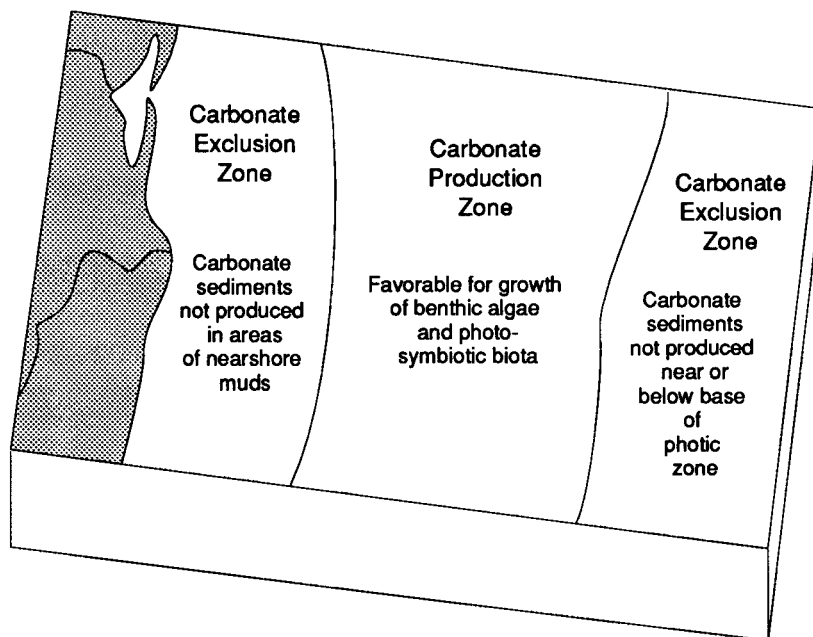 Carbonate
Exclusion
Zone
Carbonate
sediments
not produced
in areas
of nearshore
muds
Carbonate
Production
Zone
Favorable for growth
of benthic algae
and photo-
symbiotic biota
Carbonate
Exclusion
Zone
Carbonate
sediments
not produced
near or
below base
of
photic
zone